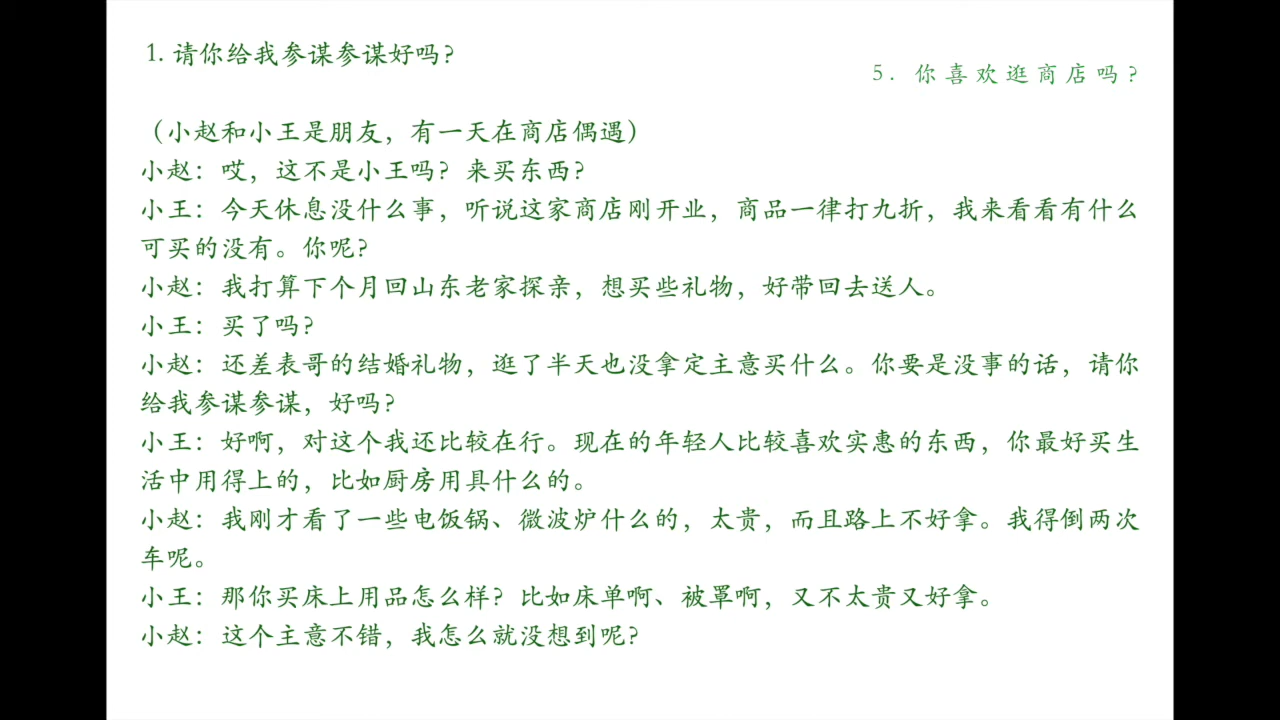 1. 请你给我参谋参谋好吗？
5. 你喜欢逛商店吗？
（小赵和小王是朋友，有一天在商店偶遇）
小赵：哎，这不是小王吗？来买东西？
小王：今天休息没什么事，听说这家商店刚开业，商品一律打九折，我来看看有什么
可买的没有。你呢？
小赵：我打算下个月回山东老家探亲，想买些礼物，好带回去送人。
小王：买了吗？
小赵：还差表哥的结婚礼物，逛了半天也没拿定主意买什么。你要是没事的话，请你
给我参谋参谋，好吗？
小王：好啊，对这个我还比较在行。现在的年轻人比较喜欢实惠的东西，你最好买生
活中用得上的，比如厨房用具什么的。
小赵：我刚才看了一些电饭锅、微波炉什么的，太贵，而且路上不好拿。我得倒两次
车呢。
小王：那你买床上用品怎么样？比如床单啊、被罩啊，又不太贵又好拿。
小赵：这个主意不错，我怎么就没想到呢？